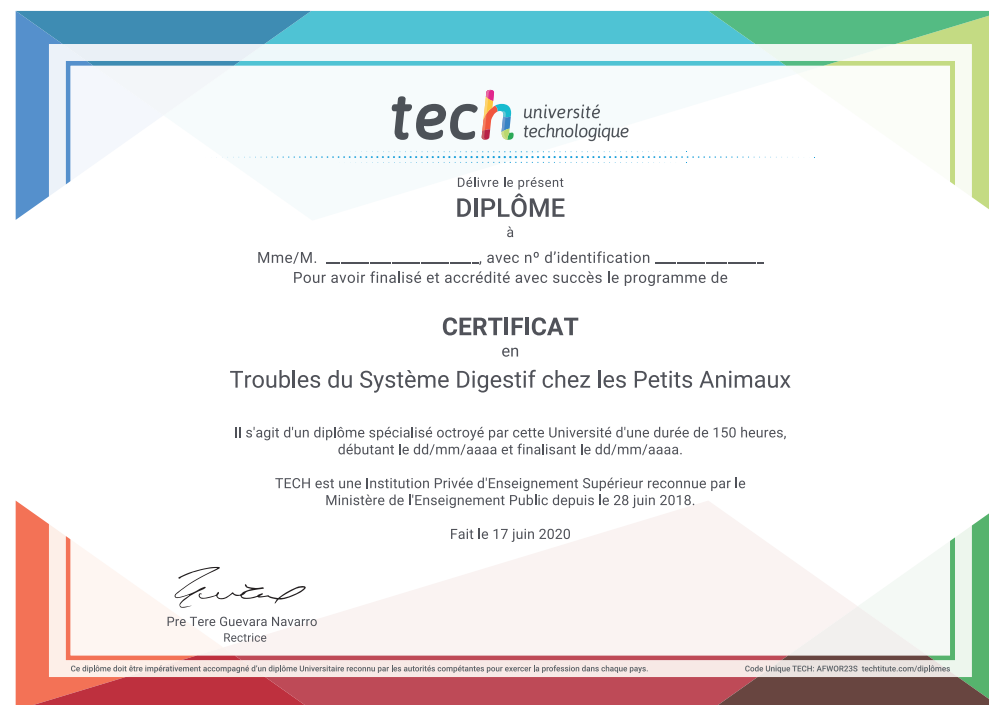 tech université
technologique
Délivre le présent
DIPLÔME
à
Mme/M. ____________________, avec nº d'identification ______________
Pour avoir finalisé et accrédité avec succès le programme de
CERTIFICAT
en
Troubles du Système Digestif chez les Petits Animaux
Il s'agit d'un diplôme spécialisé octroyé par cette Université d'une durée de 150 heures,
débutant le dd/mm/aaaa et finalisant le dd/mm/aaaa.
TECH est une Institution Privée d'Enseignement Supérieur reconnue par le
Ministère de l'Enseignement Public depuis le 28 juin 2018.
Fait le 17 juin 2020
Pre Tere Guevara Navarro
Rectrice
Ce diplôme doit être impérativement accompagné d'un diplôme Universitaire reconnu par les autorités compétantes pour exercer la profession dans chaque pays.
Code Unique TECH: AFWOR23S techtitute.com/diplômes